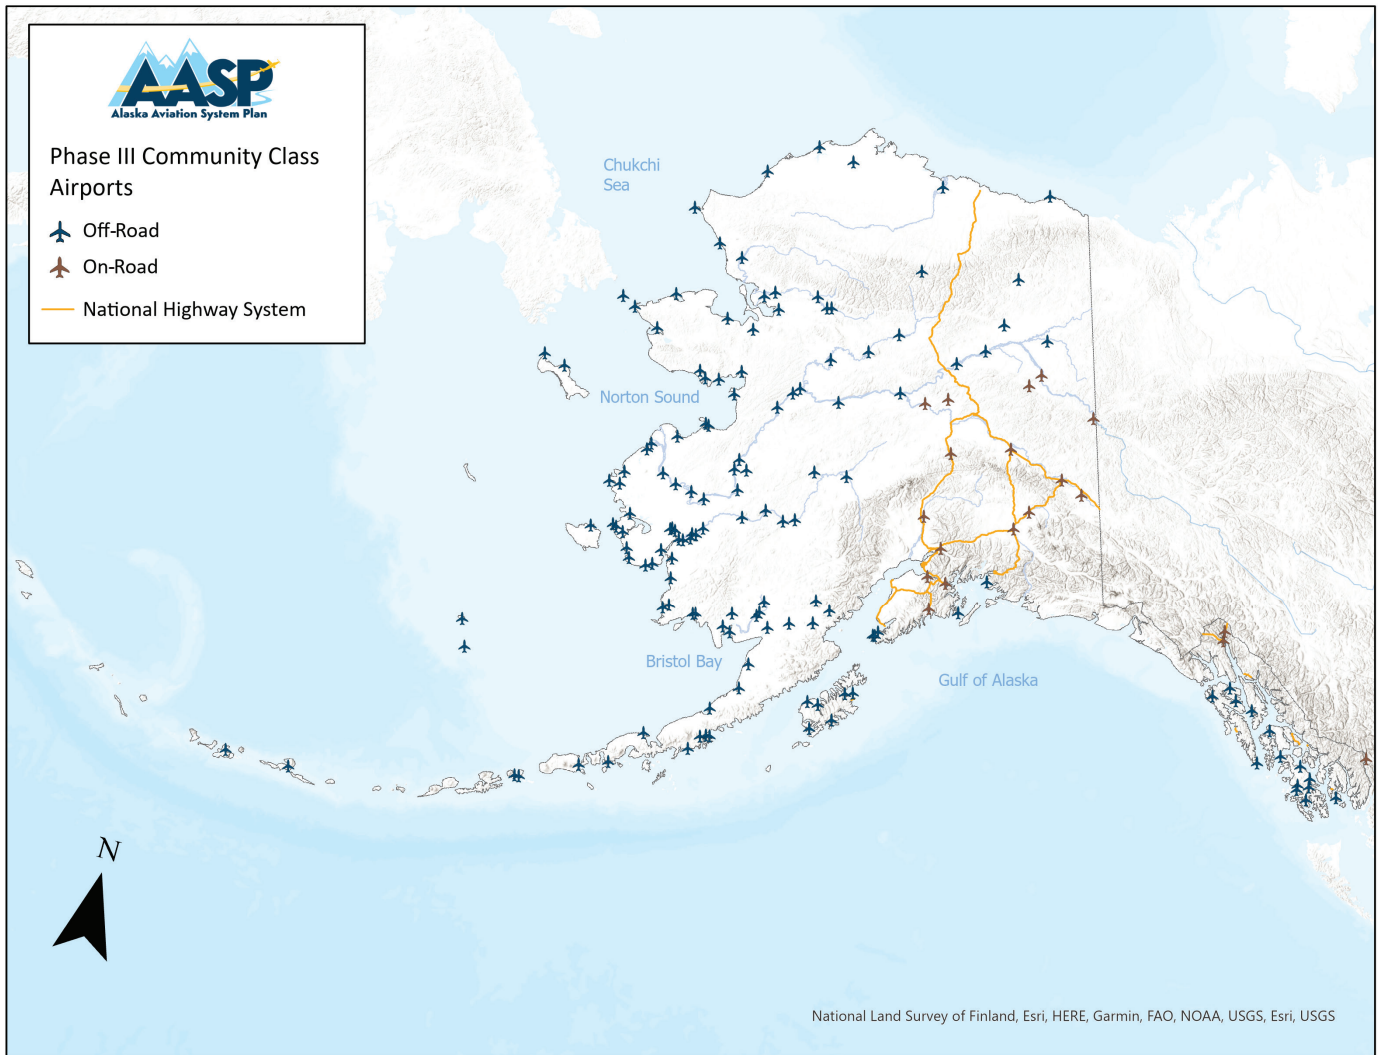 AASP
Alaska Aviation System Plan
Phase III Community Class
Airports
Off-Road
On-Road
National Highway System
Chukchi
Sea
Norton Sound
Bristol Bay
Gulf of Alaska
N
National Land Survey of Finland, Esri, HERE, Garmin, FAO, NOAA, USGS, Esri, USGS